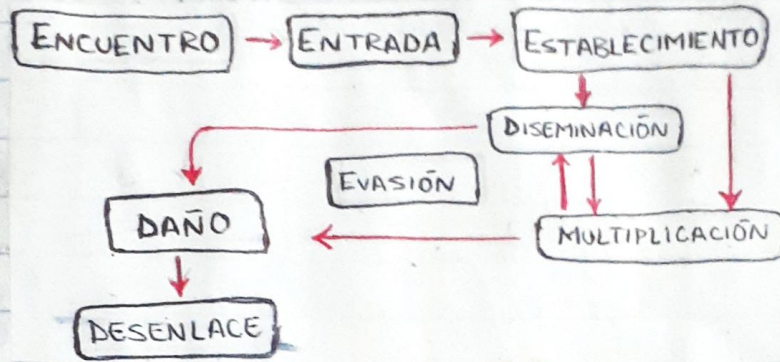 ENCUENTRO ENTRADA ESTABLECIMIENTO
DISEMINACIÓN
EVASIÓN
DAÑO
MULTIPLICACIÓN
DESENLACE